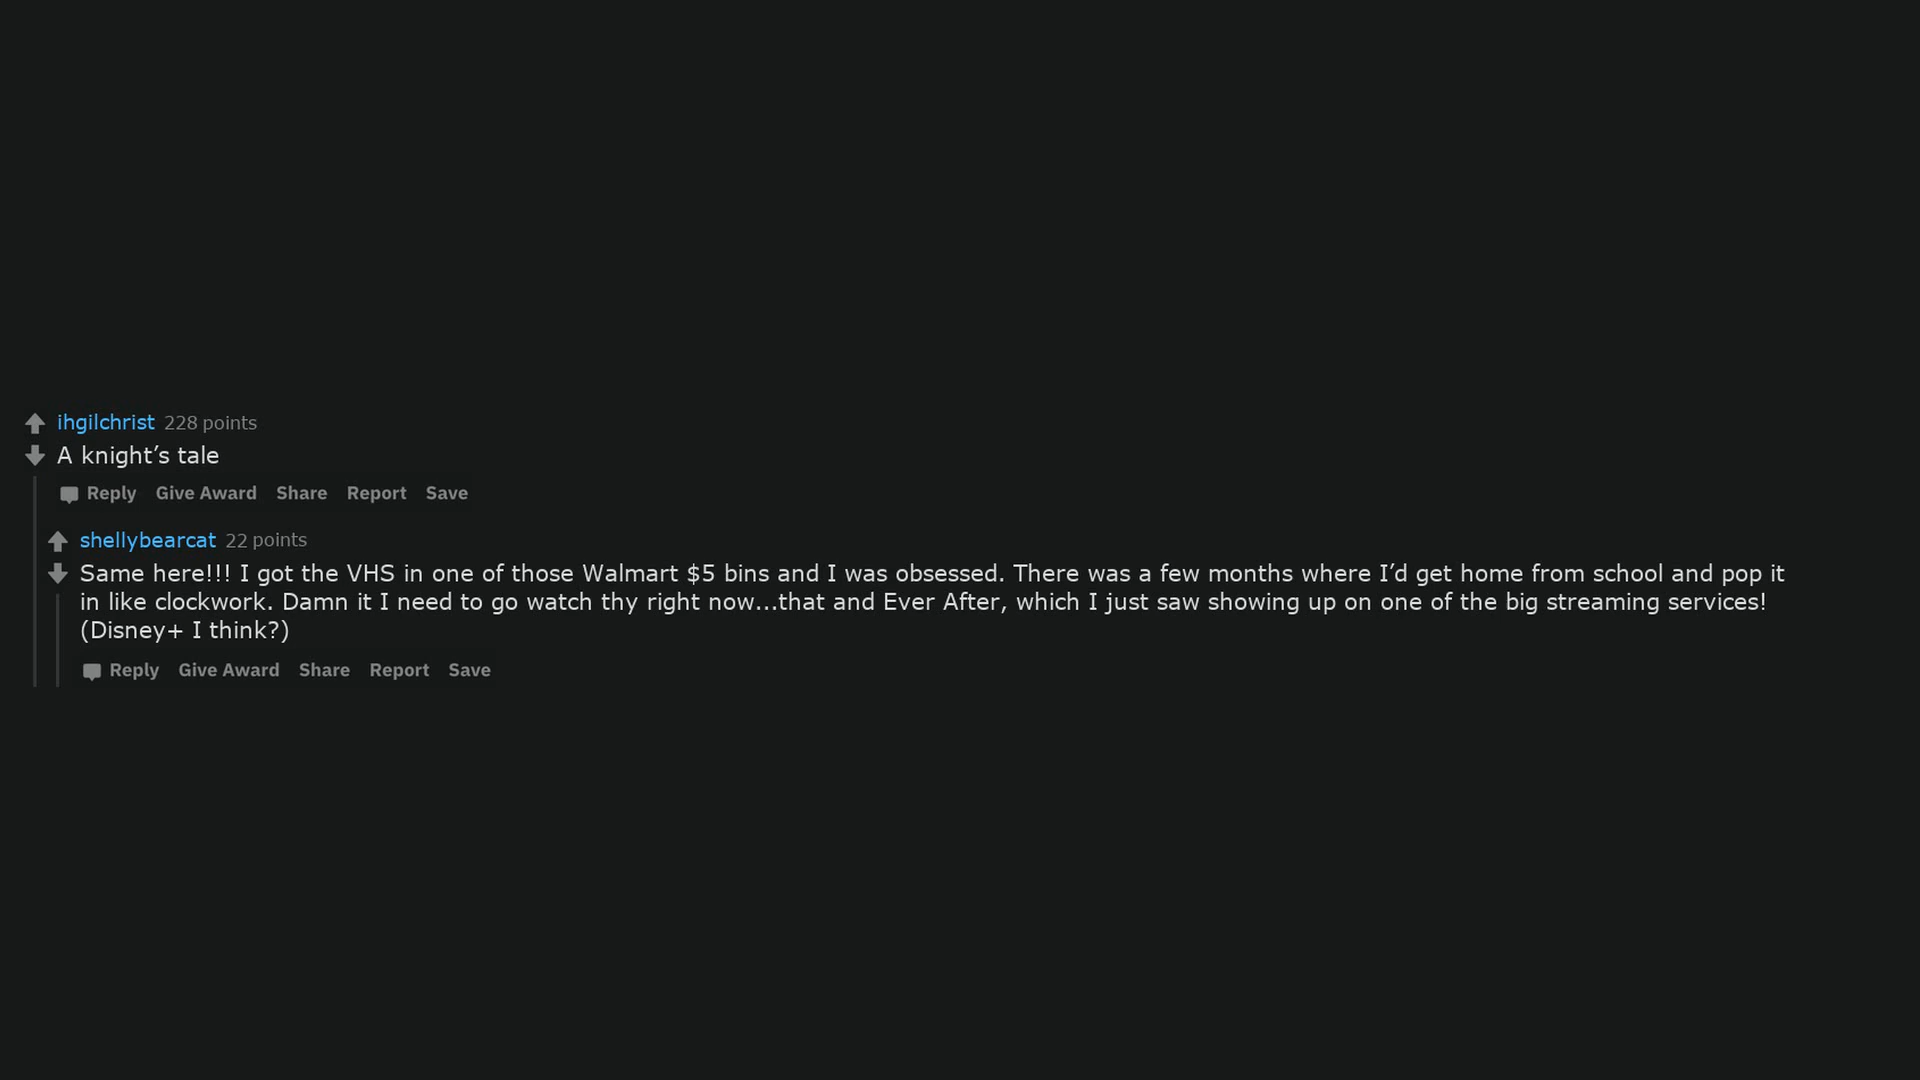 ihgilchrist 228 points
A knight’s tale
Reply Give Award Share Report Save
shellybearcat 22 points
Same here!!! I got the VHS in one of those Walmart $5 bins and I was obsessed. There was a few months where I’d get home from school and pop it
in like clockwork. Damn it I need to go watch thy right now...that and Ever After, which I just saw showing up on one of the big streaming services!
(Disney+ I think?)
Reply Give Award Share Report Save